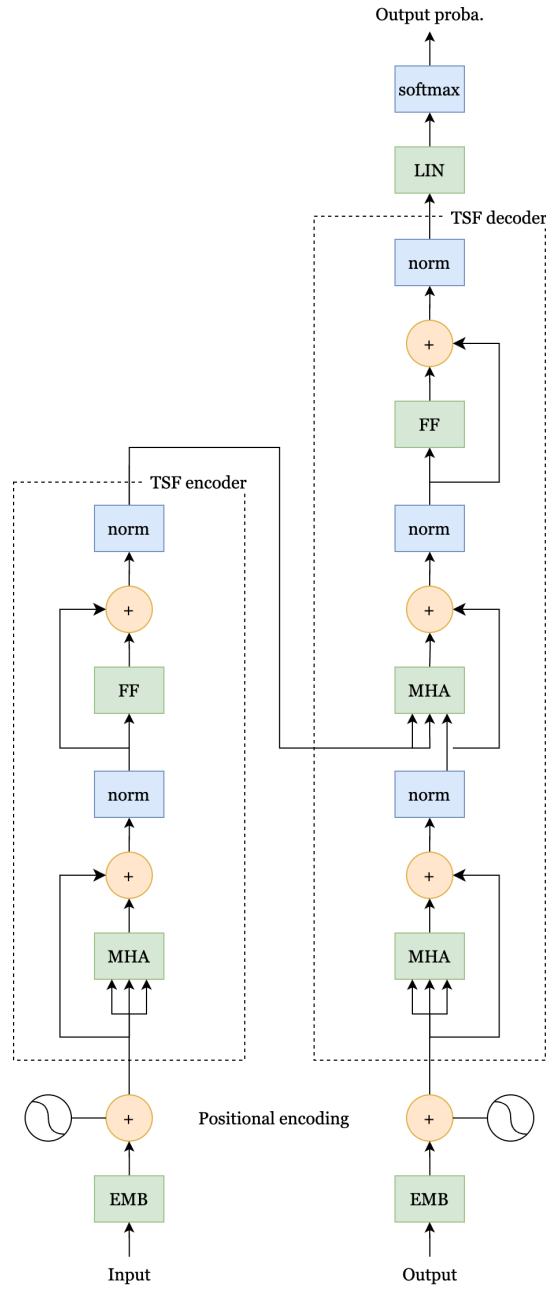 Output proba.
softmax
LIN
TSF decoder
norm
+
FF
norm
+
MHA
norm
+
MHA
TSF encoder
norm
+
FF
norm
+
MHA
+
Positional encoding
+
EMB
EMB
Input
Output